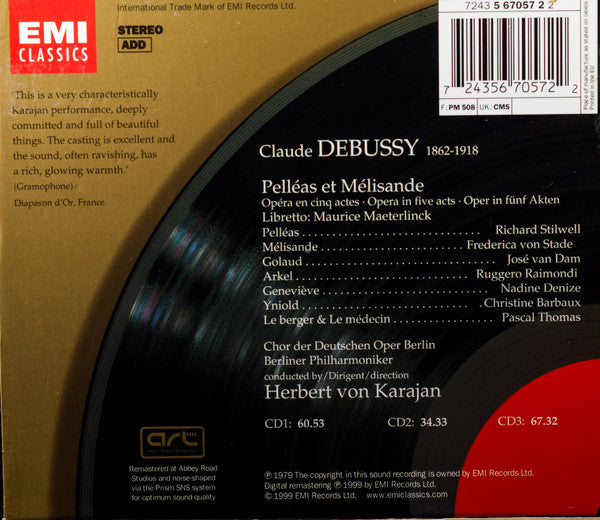 International Trade Mark of EMI Records Ltd.
EMI
CLASSICS
STEREO
ADD
7243 5 67057 2 2
7 24356 70572 2
F: PM 508 UK: CMS
Place of manufacture as stated on label
Printed in the EU
'This is a very characteristically
Karajan performance, deeply
committed and full of beautiful
things. The casting is excellent and
the sound, often ravishing, has
a rich, glowing warmth.'
(Gramophone)
Diapason d'Or, France
Claude DEBUSSY 1862-1918
Pelléas et Mélisande
Opéra en cinq actes · Opera in five acts · Oper in fünf Akten
Libretto: Maurice Maeterlinck
Pelléas Richard Stilwell
Mélisande Frederica von Stade
Golaud José van Dam
Arkel Ruggero Raimondi
Geneviève Nadine Denize
Yniold Christine Barbaux
Le berger & Le médecin Pascal Thomas
Chor der Deutschen Oper Berlin
Berliner Philharmoniker
conducted by/Dirigent/direction
Herbert von Karajan
CD1: 60.53 CD2: 34.33 CD3: 67.32
art
Remastered at Abbey Road
Studios and noise-shaped
via the Prism SNS system
for optimum sound quality
℗ 1979 The copyright in this sound recording is owned by EMI Records Ltd.
Digital remastering ℗ 1999 by EMI Records Ltd.
© 1999 EMI Records Ltd. www.emiclassics.com